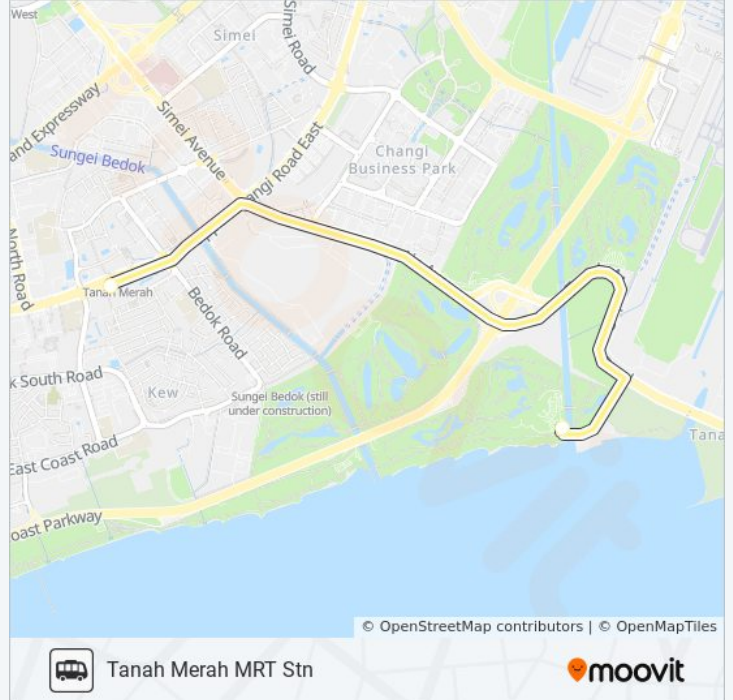 West
Simei
Simei Road
and Expressway
Simei Avenue
Sungei Bedok
angi Road East
Changi
Business Park
North Road
Tanah Merah
Bedok Road
k South Road
Kew
Sungei Bedok (still
under construction)
East Coast Road
Tana
oast Parkway
© OpenStreetMap contributors | © OpenMapTiles
Tanah Merah MRT Stn
moovit